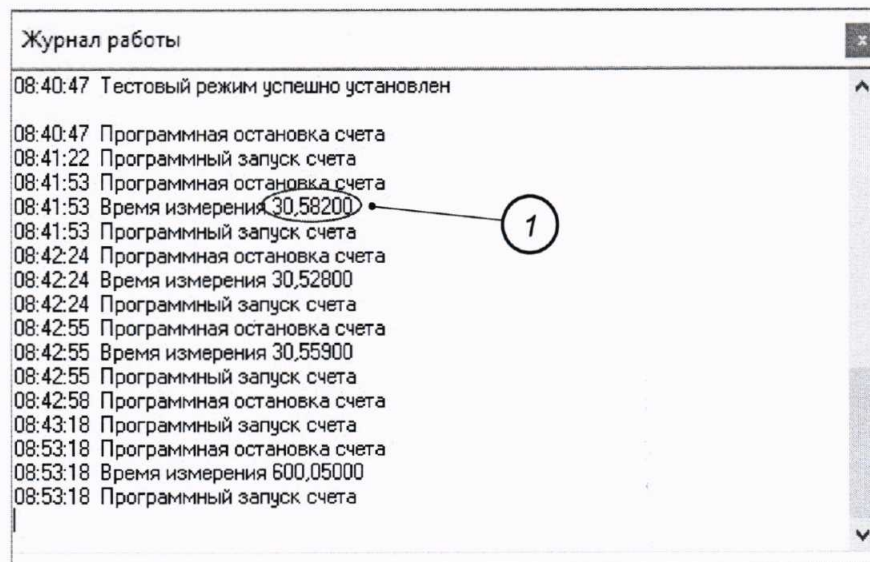 Журнал работы
x
08:40:47 Тестовый режим успешно установлен
08:40:47 Программная остановка счета
08:41:22 Программный запуск счета
08:41:53 Программная остановка счета
08:41:53 Время измерения 30,58200
1
08:41:53 Программный запуск счета
08:42:24 Программная остановка счета
08:42:24 Время измерения 30,52800
08:42:24 Программный запуск счета
08:42:55 Программная остановка счета
08:42:55 Время измерения 30,55900
08:42:55 Программный запуск счета
08:42:58 Программная остановка счета
08:43:18 Программный запуск счета
08:53:18 Программная остановка счета
08:53:18 Время измерения 600,05000
08:53:18 Программный запуск счета